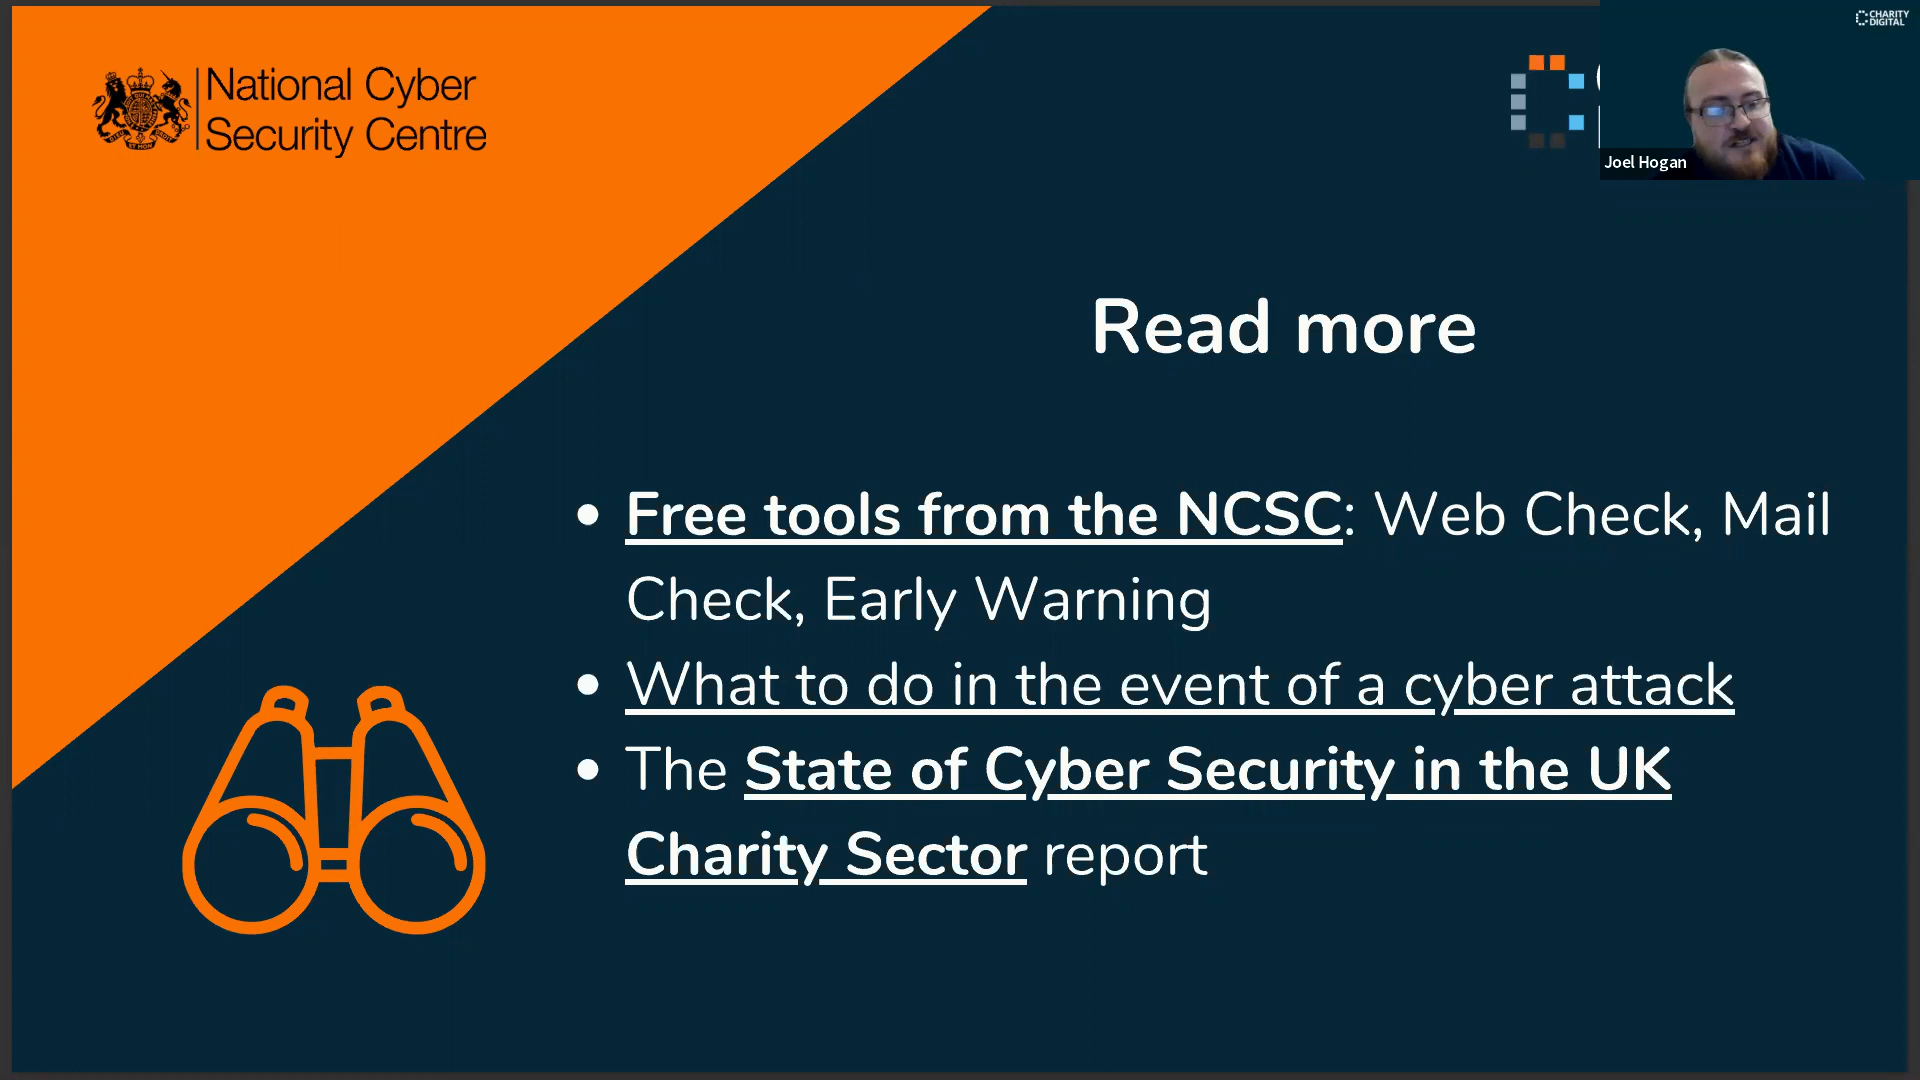 National Cyber
Security Centre
CHARITY
DIGITAL
Joel Hogan
Read more
• Free tools from the NCSC: Web Check, Mail
Check, Early Warning
• What to do in the event of a cyber attack
• The State of Cyber Security in the UK
Charity Sector report